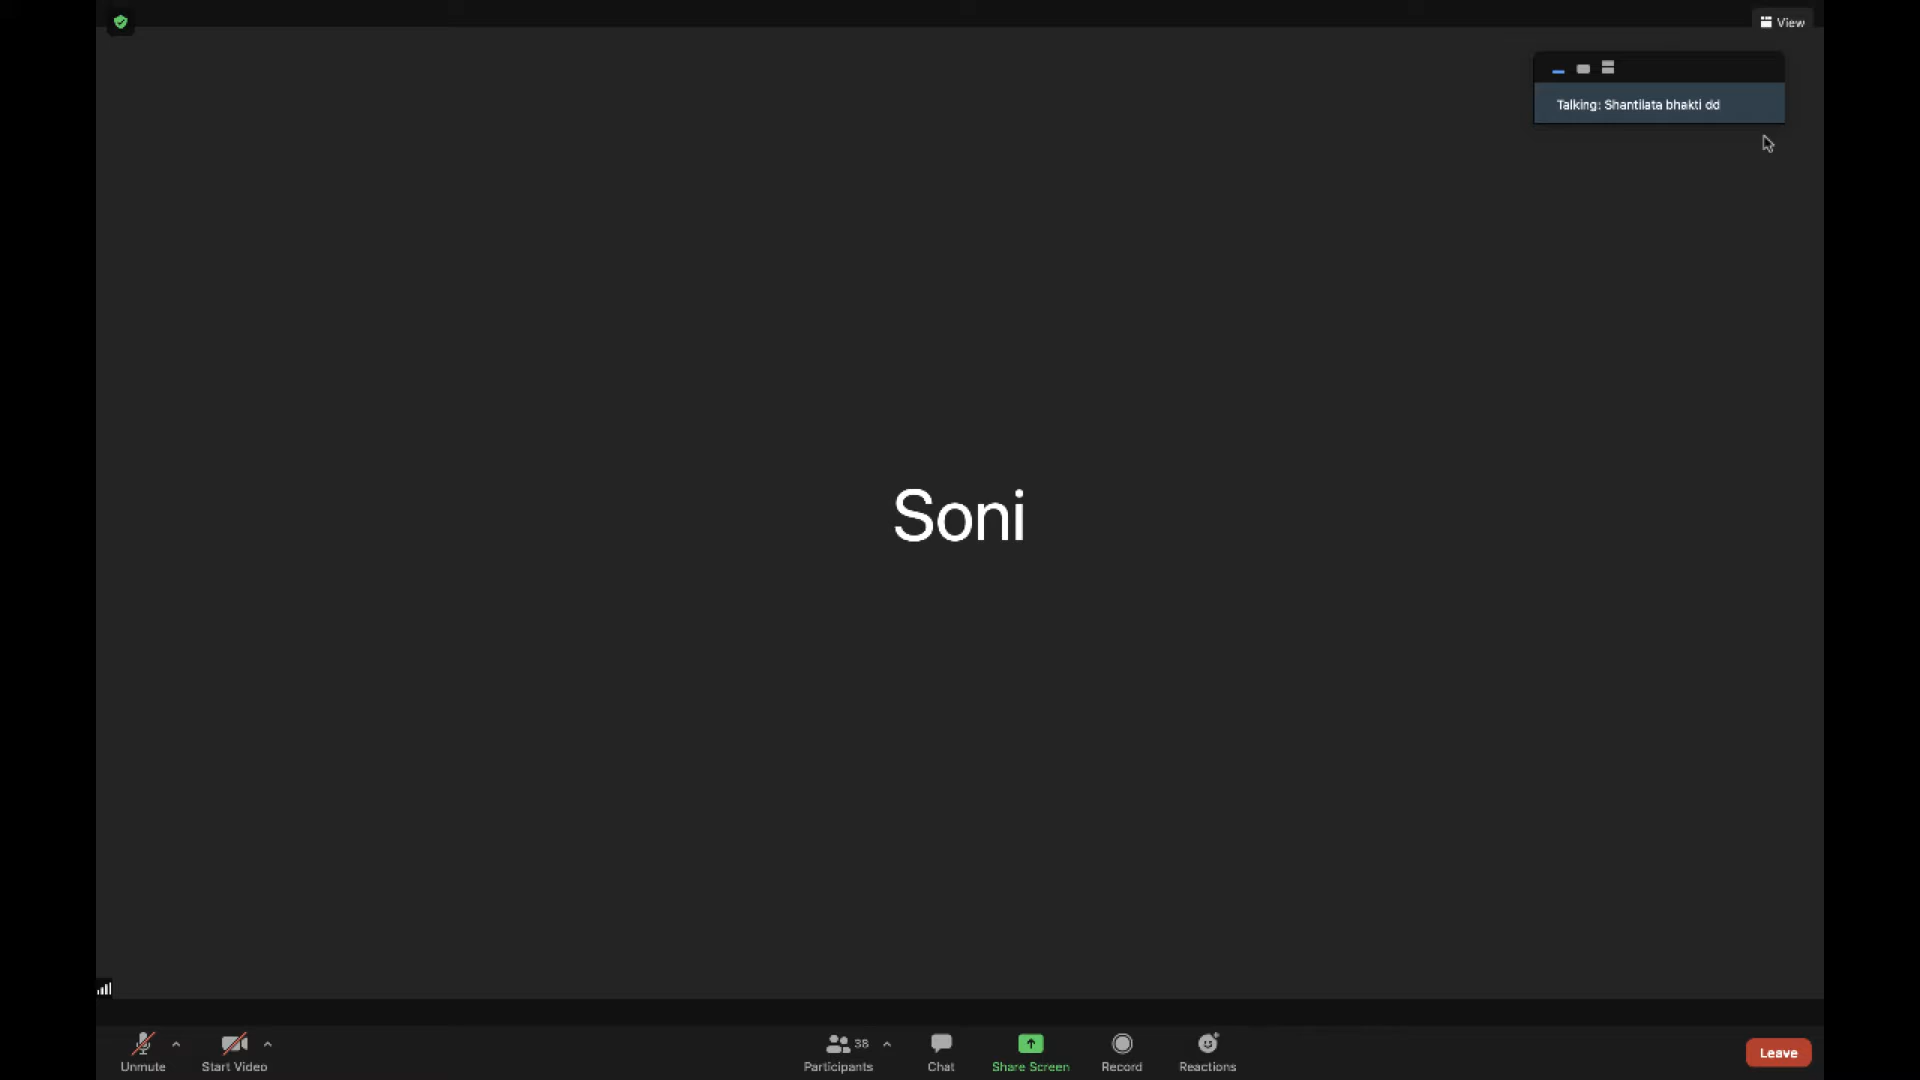 View
Talking: Shantilata bhakti dd
Soni
Unmute
Start Video
38
Participants
Chat
Share Screen
Record
Reactions
Leave